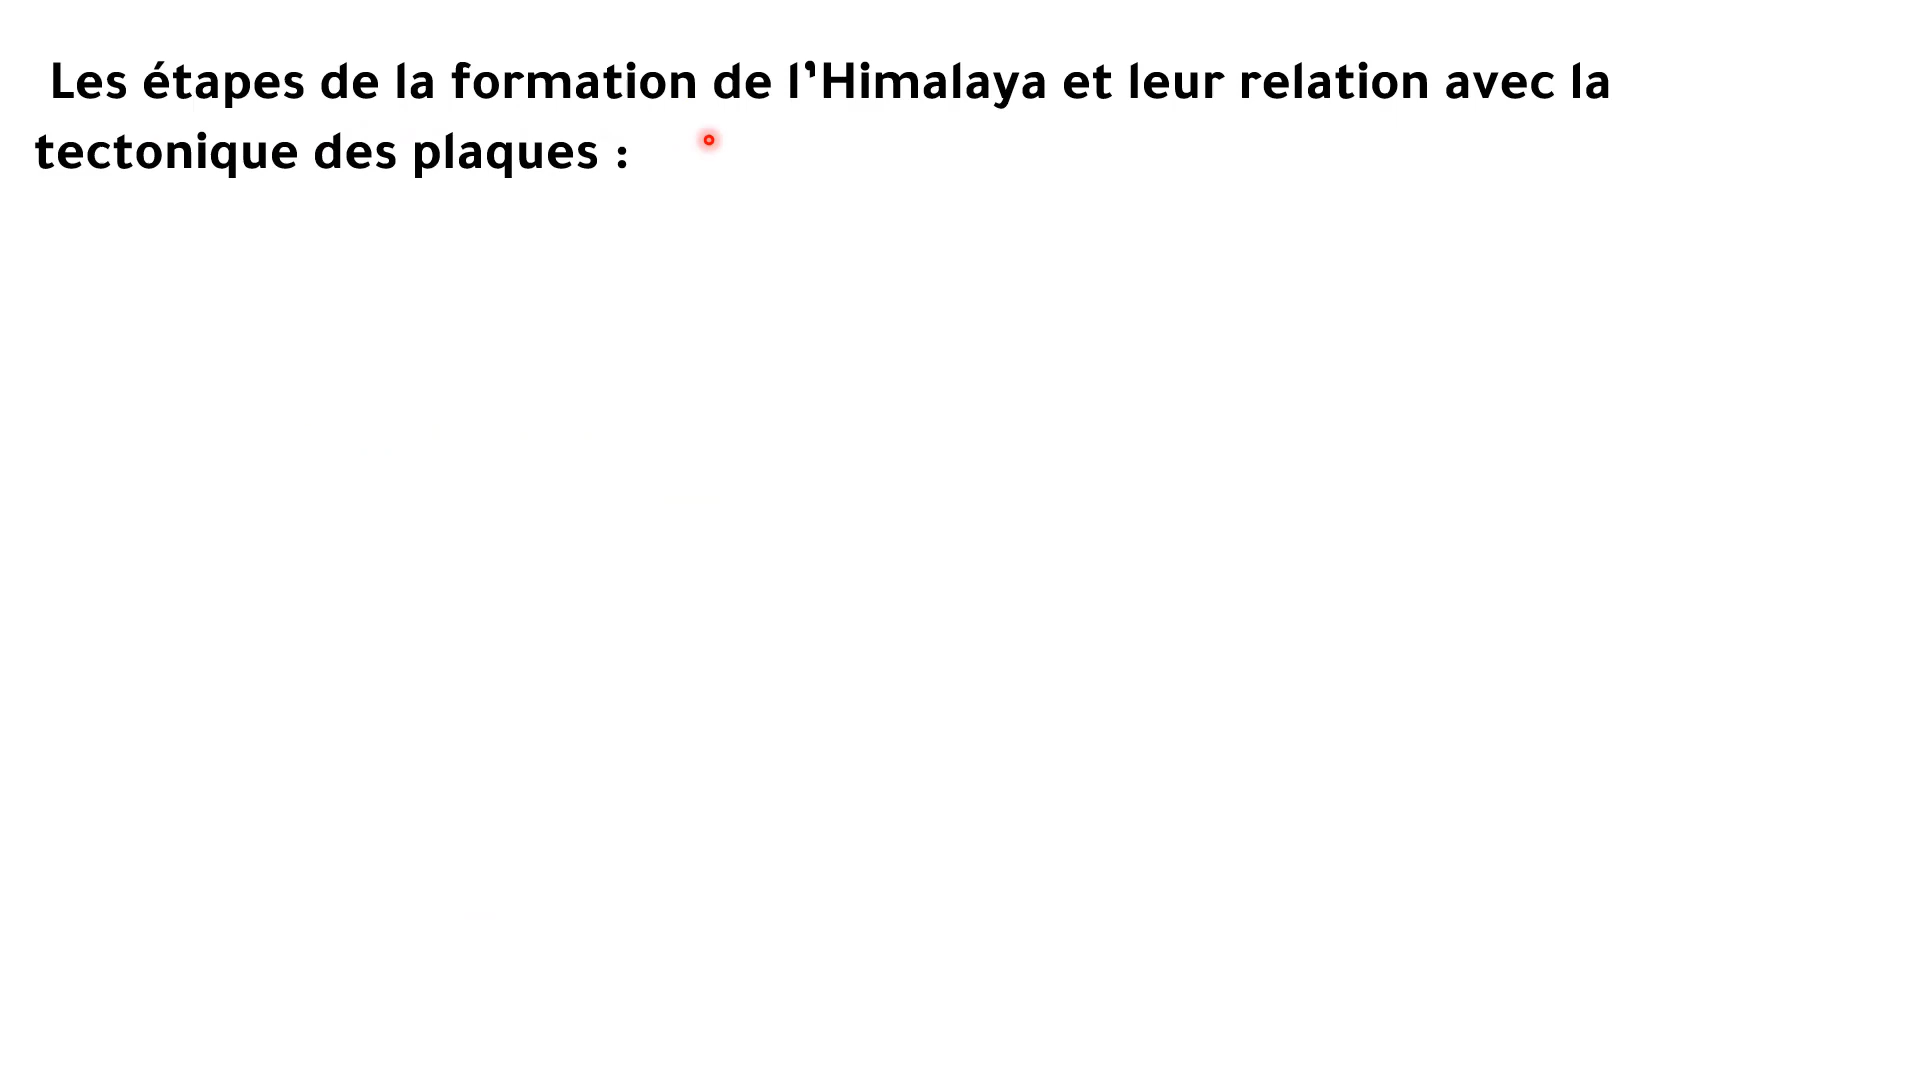 Les étapes de la formation de l’Himalaya et leur relation avec la
tectonique des plaques :